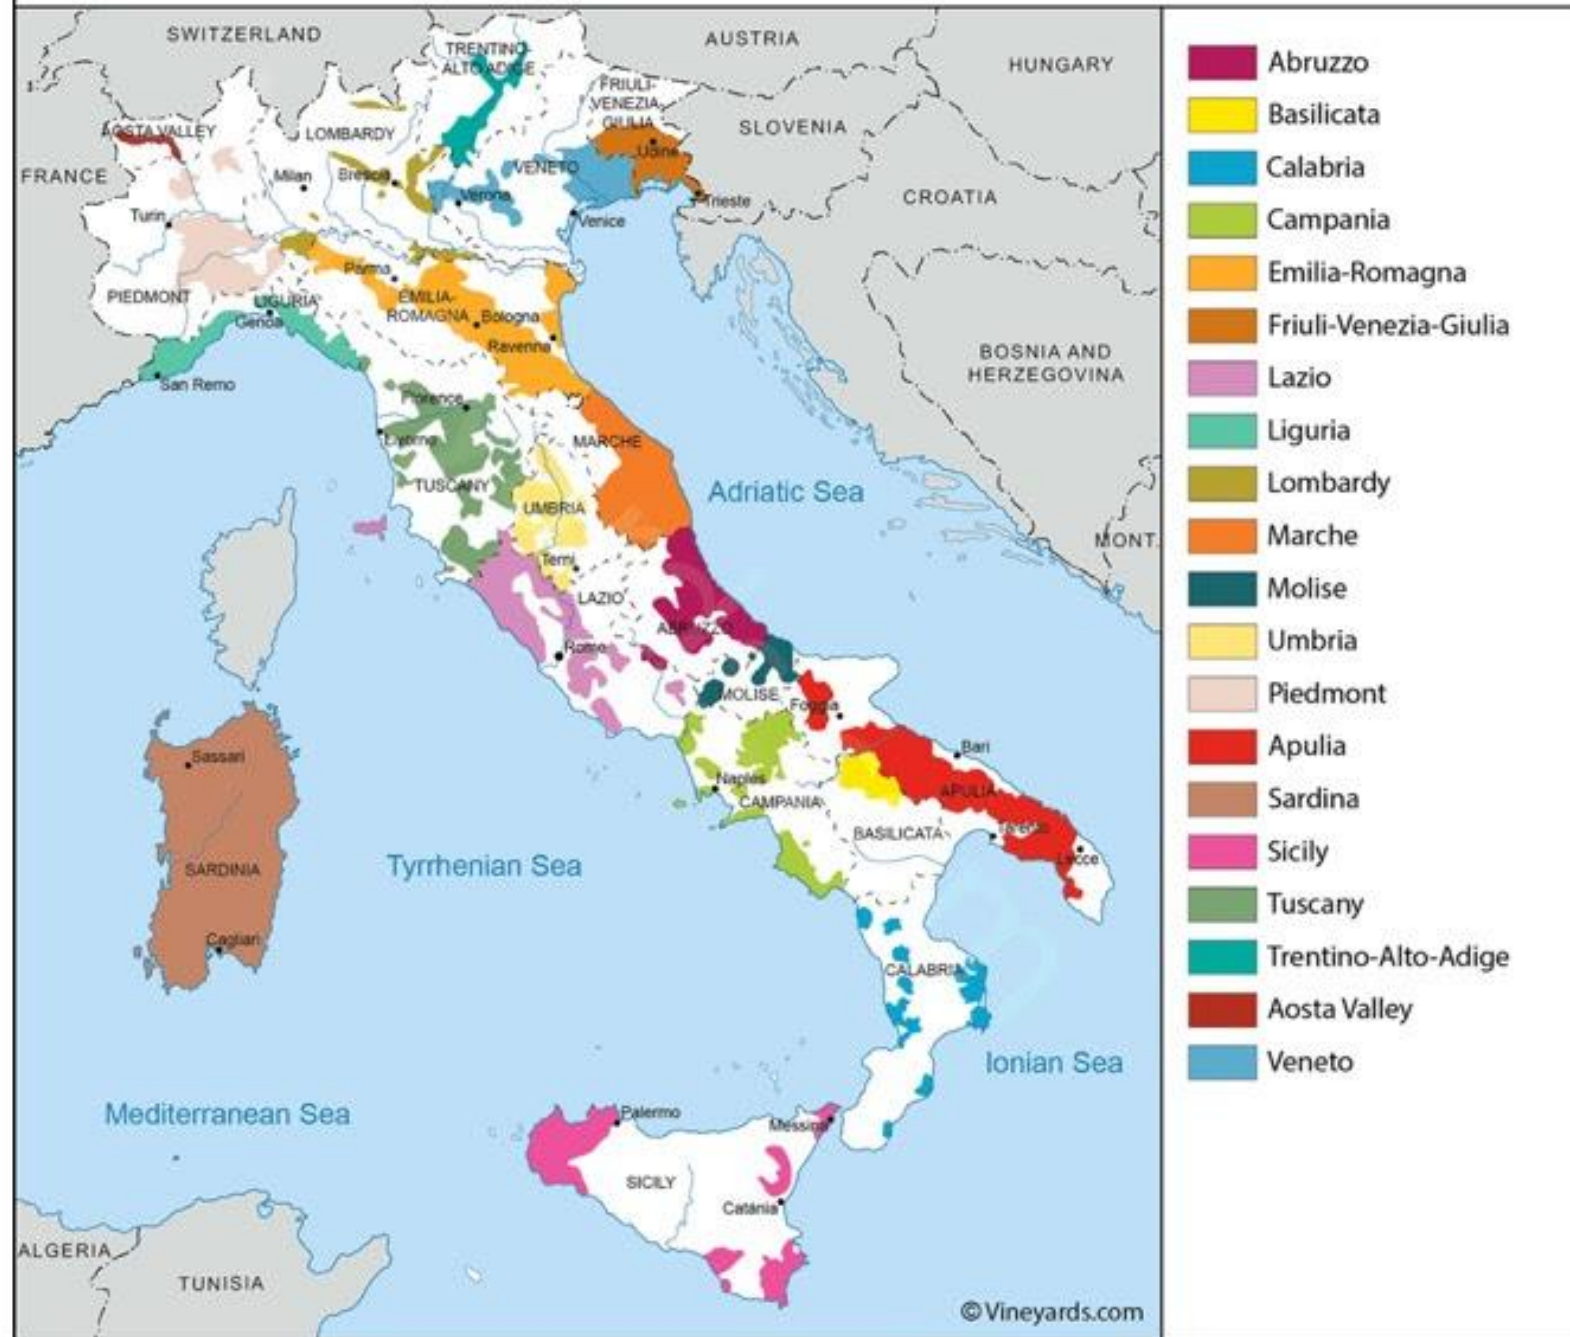 SWITZERLAND
AUSTRIA
HUNGARY
TRENTINO-
ALTO ADIGE
FRIULI-
VENEZIA
GIULIA
SLOVENIA
AOSTA VALLEY
LOMBARDY
Udine
VENETO
FRANCE
Milan
Brescia
Verona
Trieste
CROATIA
Turin
Venice
Parma
PIEDMONT
LIGURIA
EMILIA-
ROMAGNA
Bologna
Genoa
Ravenna
BOSNIA AND
HERZEGOVINA
San Remo
Florence
Livorno
MARCHE
TUSCANY
Adriatic Sea
UMBRIA
MONT.
Terni
LAZIO
ABRUZZO
Rome
MOLISE
Foggia
Bari
Sassari
Naples
CAMPANIA
APULIA
BASILICATA
Taranto
Lecce
Tyrrhenian Sea
SARDINIA
Cagliari
CALABRIA
Ionian Sea
Mediterranean Sea
Palermo
Messina
SICILY
Catania
ALGERIA
TUNISIA
© Vineyards.com
Abruzzo
Basilicata
Calabria
Campania
Emilia-Romagna
Friuli-Venezia-Giulia
Lazio
Liguria
Lombardy
Marche
Molise
Umbria
Piedmont
Apulia
Sardina
Sicily
Tuscany
Trentino-Alto-Adige
Aosta Valley
Veneto